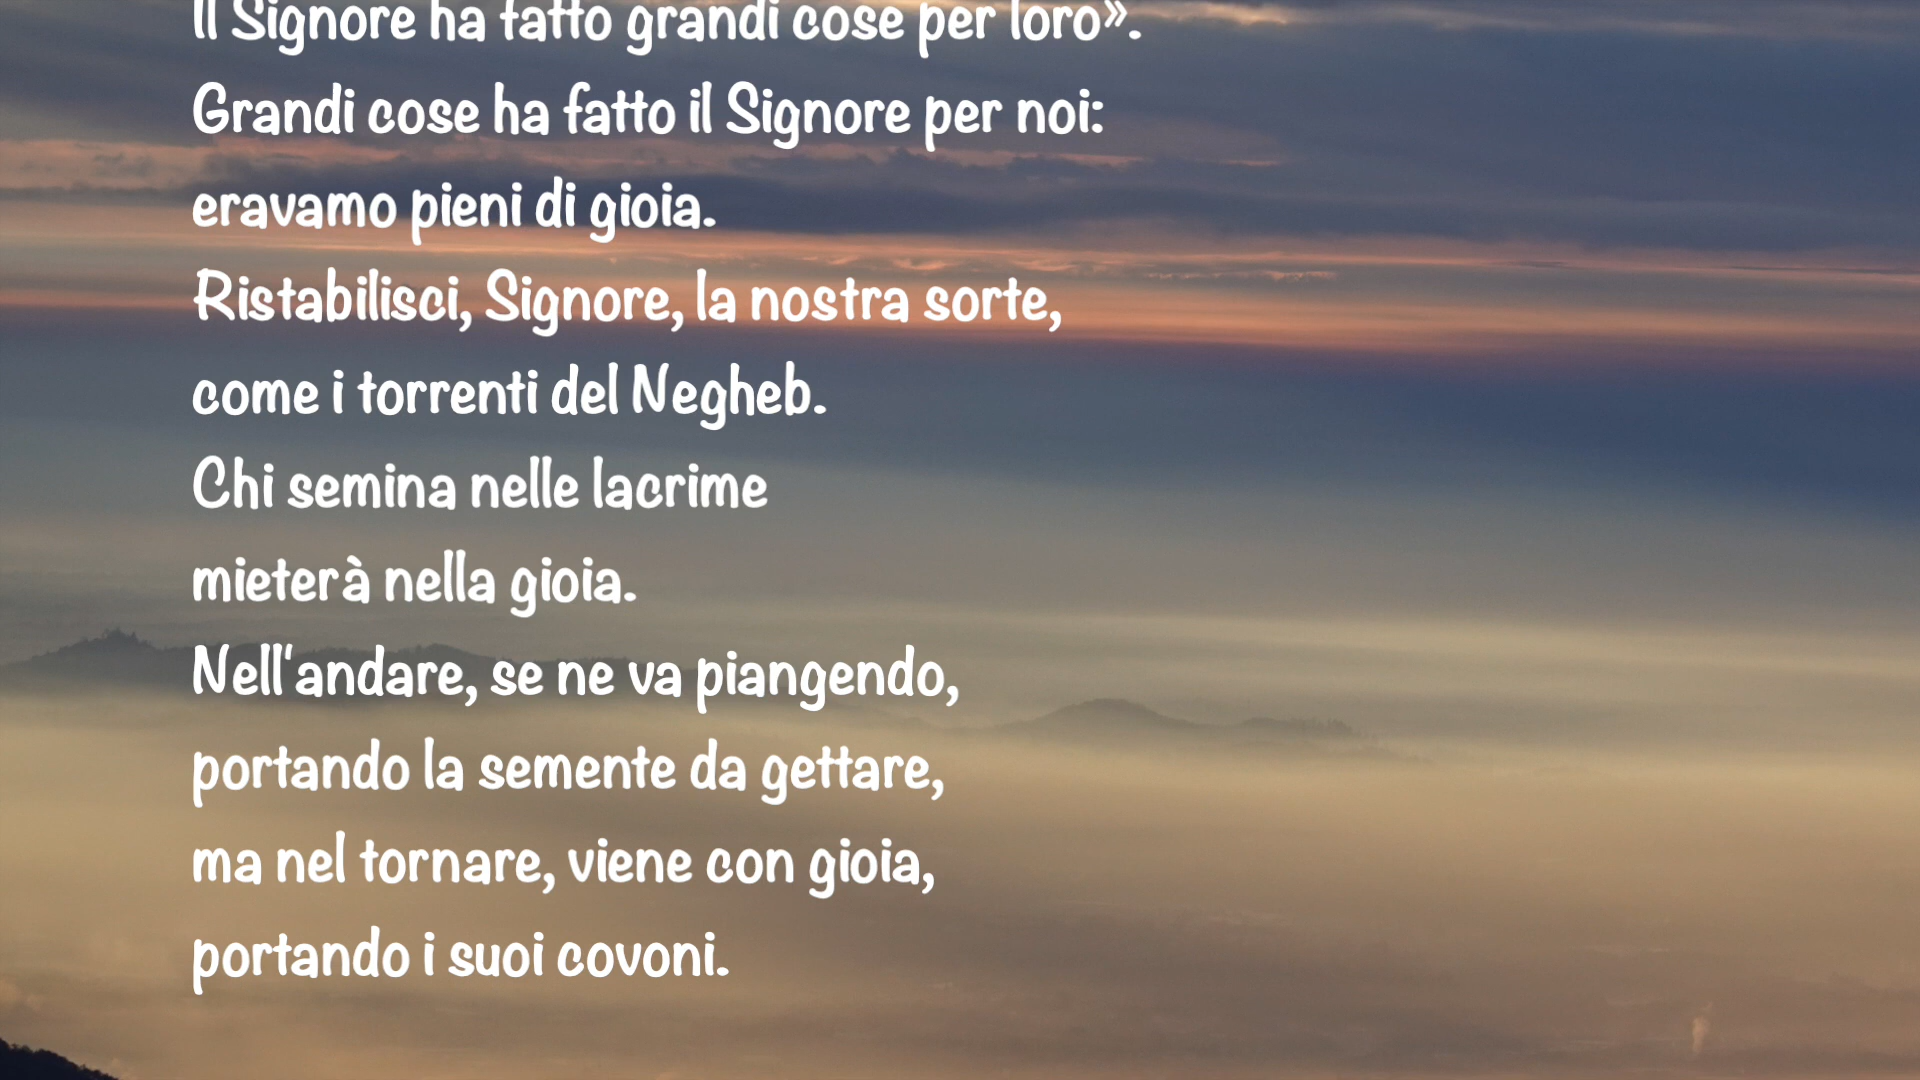 Il Signore ha fatto grandi cose per loro».
Grandi cose ha fatto il Signore per noi:
eravamo pieni di gioia.
Ristabilisci, Signore, la nostra sorte,
come i torrenti del Negheb.
Chi semina nelle lacrime
mieterà nella gioia.
Nell'andare, se ne va piangendo,
portando la semente da gettare,
ma nel tornare, viene con gioia,
portando i suoi covoni.